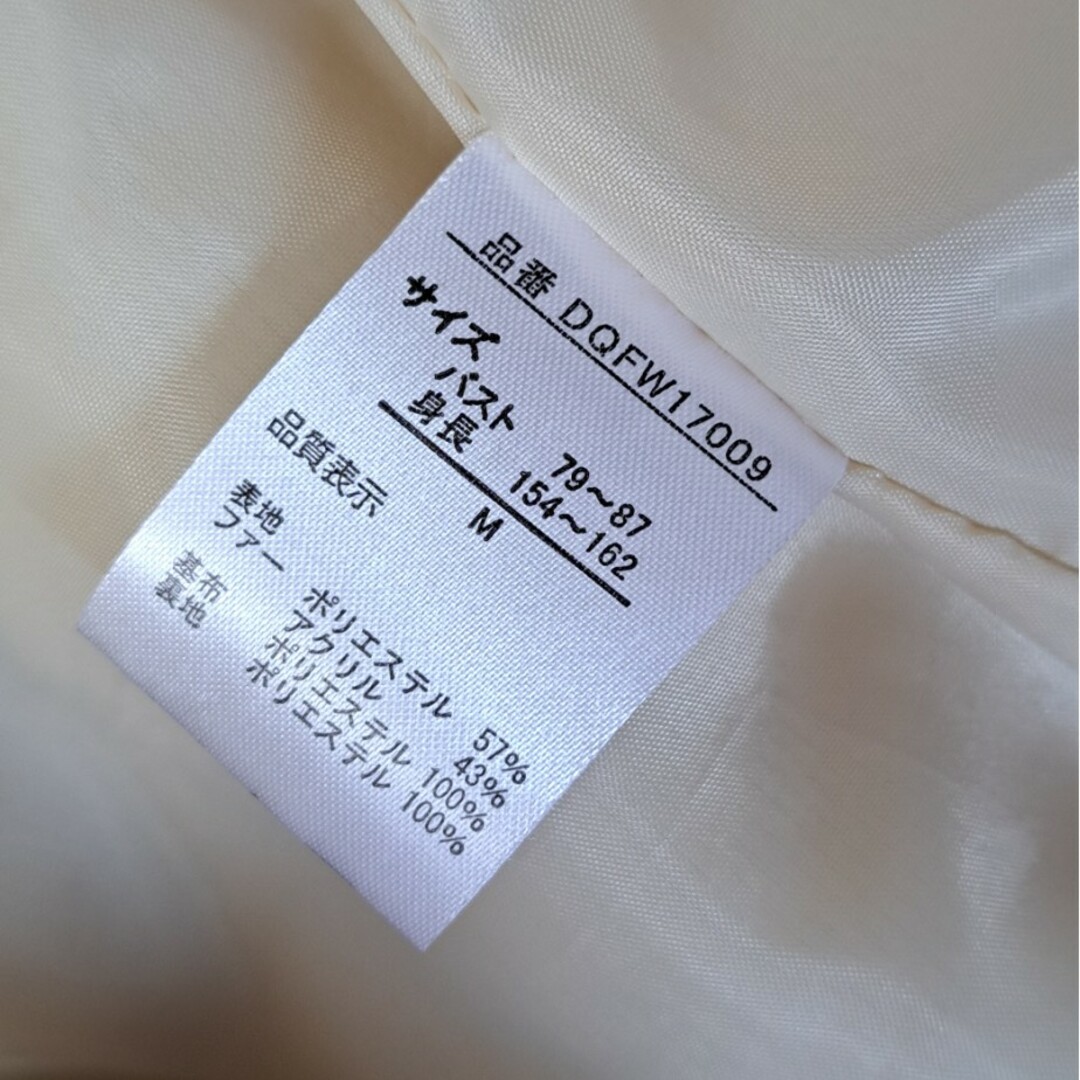 品番 DQFW17009
サイズ
バスト 79～87
身長 154～162
M
品質表示
表地
ファー ポリエステル 57%
アクリル 43%
基布 ポリエステル 100%
裏地 ポリエステル 100%